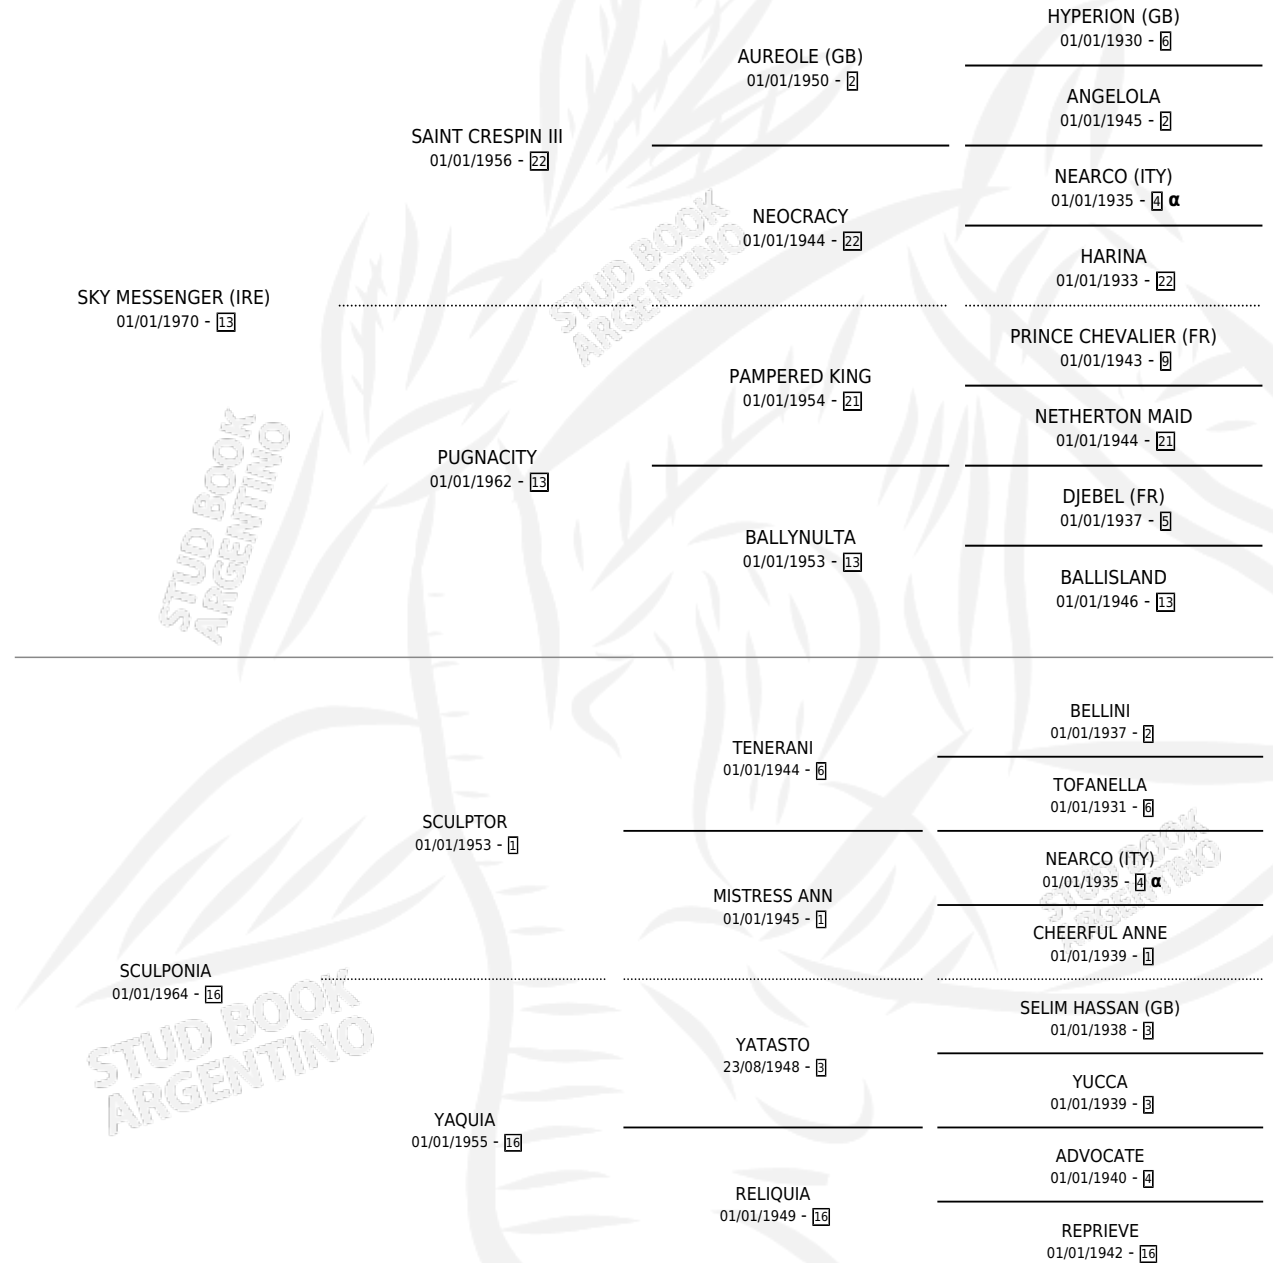 SKY MESSENGER (IRE)
01/01/1970 - 13
SAINT CRESPIN III
01/01/1956 - 22
AUREOLE (GB)
01/01/1950 - 2
HYPERION (GB)
01/01/1930 - 6
ANGELOLA
01/01/1945 - 2
NEOCRACY
01/01/1944 - 22
NEARCO (ITY)
01/01/1935 - 4 α
HARINA
01/01/1933 - 22
PUGNACITY
01/01/1962 - 13
PAMPERED KING
01/01/1954 - 21
PRINCE CHEVALIER (FR)
01/01/1943 - 9
NETHERTON MAID
01/01/1944 - 21
BALLYNULTA
01/01/1953 - 13
DJEBEL (FR)
01/01/1937 - 5
BALLISLAND
01/01/1946 - 13
SCULPONIA
01/01/1964 - 16
SCULPTOR
01/01/1953 - 1
TENERANI
01/01/1944 - 6
BELLINI
01/01/1937 - 2
TOFANELLA
01/01/1931 - 6
MISTRESS ANN
01/01/1945 - 1
NEARCO (ITY)
01/01/1935 - 4 α
CHEERFUL ANNE
01/01/1939 - 1
YAQUIA
01/01/1955 - 16
YATASTO
23/08/1948 - 3
SELIM HASSAN (GB)
01/01/1938 - 3
YUCCA
01/01/1939 - 3
RELIQUIA
01/01/1949 - 16
ADVOCATE
01/01/1940 - 4
REPRIEVE
01/01/1942 - 16
STUD BOOK
ARGENTINO
STUD BOOK
ARGENTINO
STUD BOOK
ARGENTINO
STUD BOOK
ARGENTINO